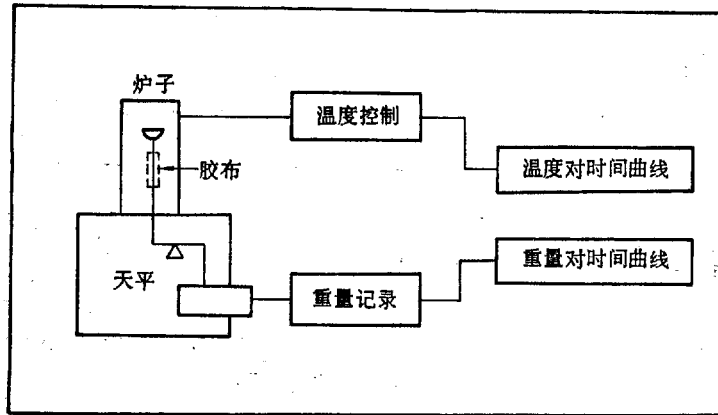 炉子
温度控制
胶布
温度对时间曲线
天平
重量对时间曲线
重量记录